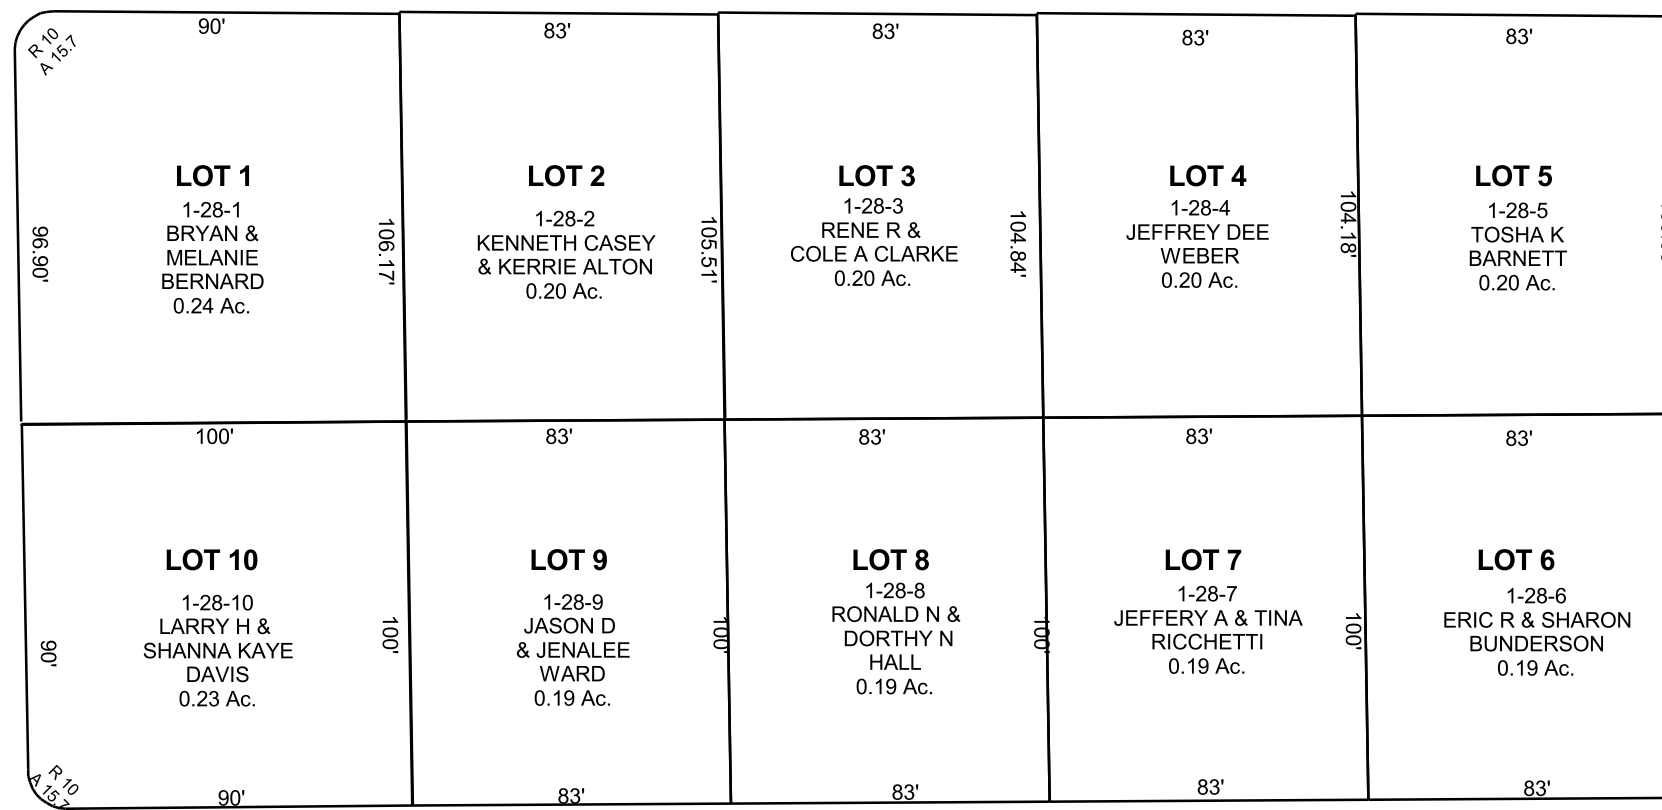 90'
83'
83'
83'
83'
R 10
A 15.7
LOT 1
1-28-1
BRYAN &
MELANIE
BERNARD
0.24 Ac.
96.90'
106.17'
LOT 2
1-28-2
KENNETH CASEY
& KERRIE ALTON
0.20 Ac.
105.51'
LOT 3
1-28-3
RENE R &
COLE A CLARKE
0.20 Ac.
104.84'
LOT 4
1-28-4
JEFFREY DEE
WEBER
0.20 Ac.
104.18'
LOT 5
1-28-5
TOSHA K
BARNETT
0.20 Ac.
100'
83'
83'
83'
83'
LOT 10
1-28-10
LARRY H &
SHANNA KAYE
DAVIS
0.23 Ac.
90'
100'
LOT 9
1-28-9
JASON D
& JENALEE
WARD
0.19 Ac.
100'
LOT 8
1-28-8
RONALD N &
DORTHY N
HALL
0.19 Ac.
100'
LOT 7
1-28-7
JEFFERY A & TINA
RICCHETTI
0.19 Ac.
100'
LOT 6
1-28-6
ERIC R & SHARON
BUNDERSON
0.19 Ac.
R 10
A 15.7
90'
83'
83'
83'
83'